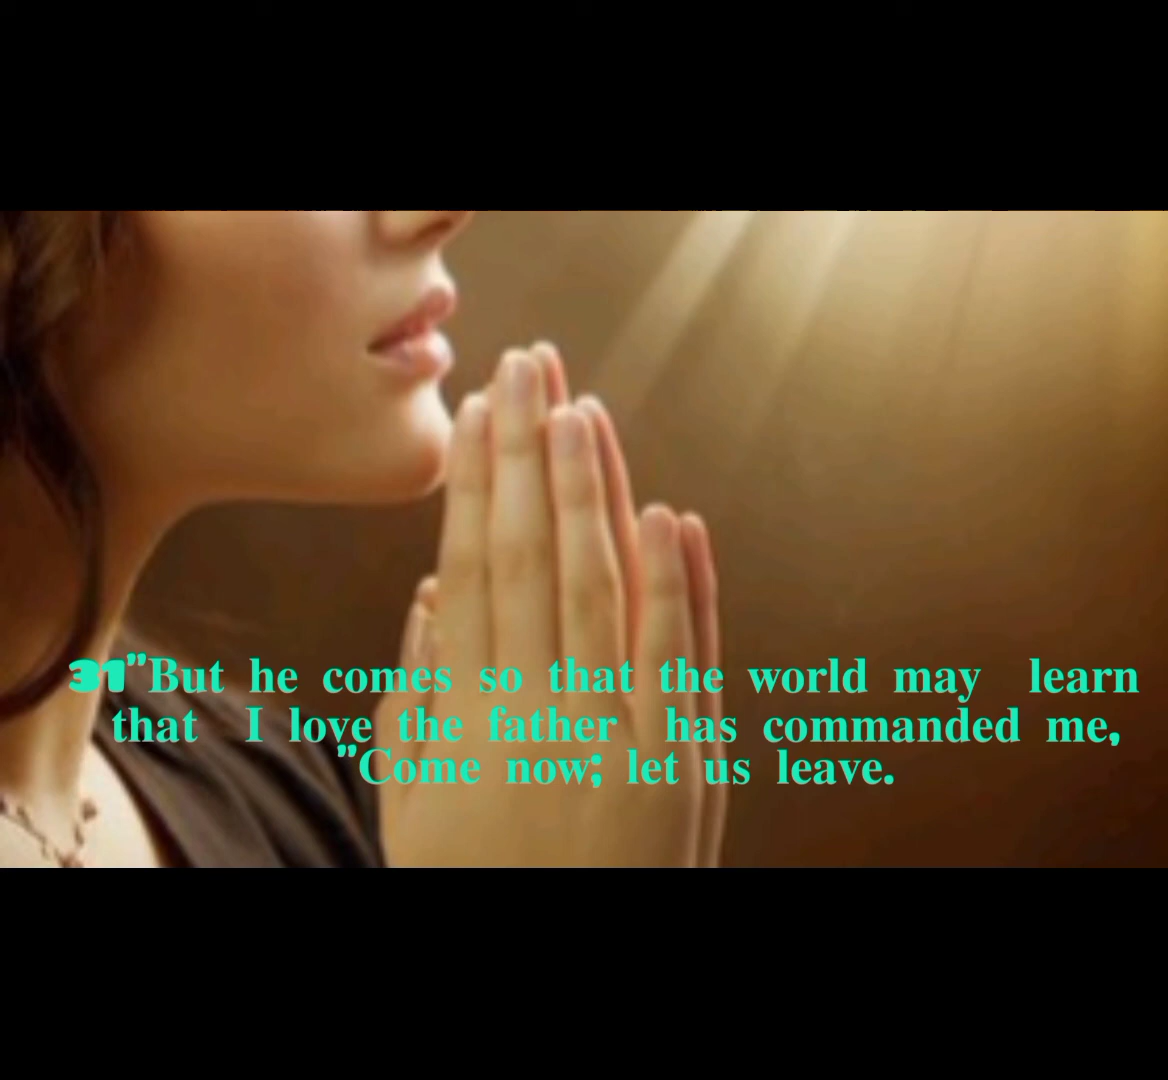 31"But he comes so that the world may learn
that I love the father has commanded me,
"Come now; let us leave.